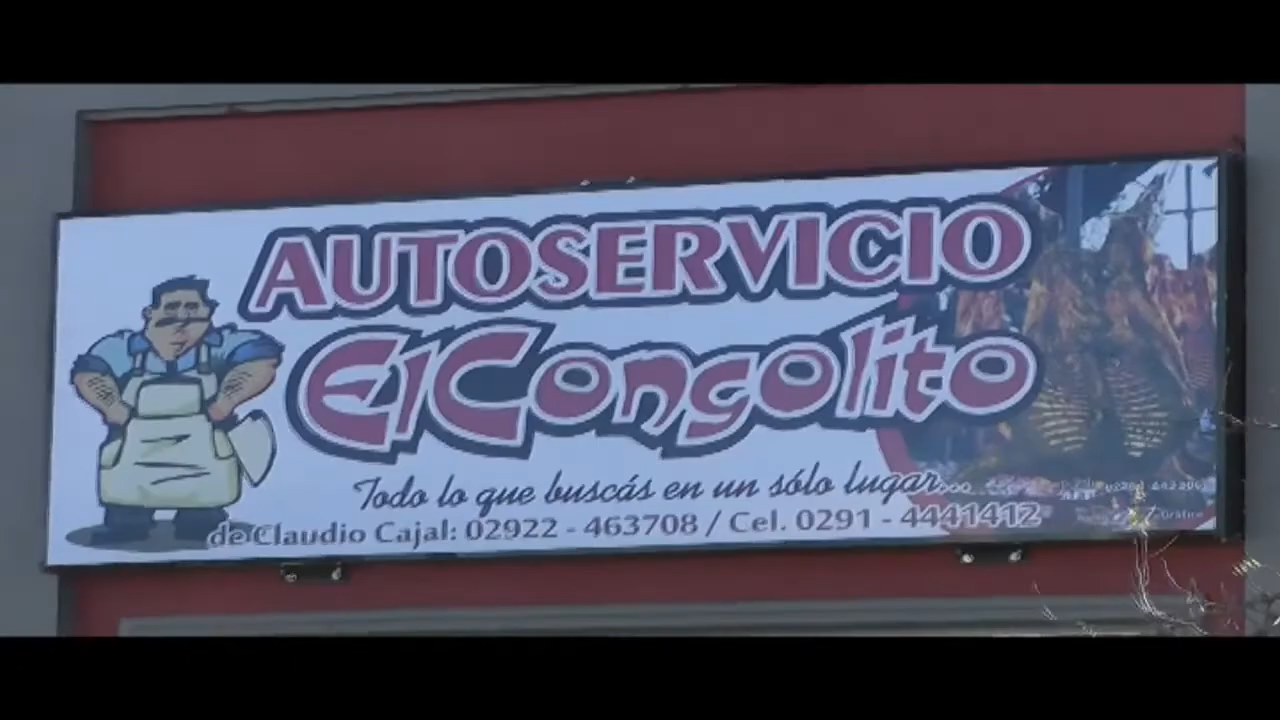 AUTOSERVICIO
El Congolito
Todo lo que buscás en un sólo lugar...
de Claudio Cajal: 02922 - 463708 / Cel. 0291 - 4441412